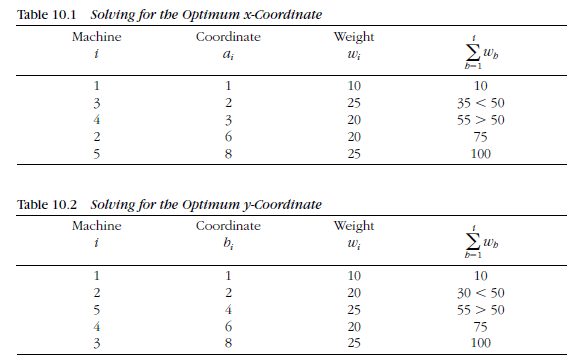 Table 10.1 Solving for the Optimum x-Coordinate
Machine Coordinate Weight
i a_i w_i \sum_{b=1}^{i} w_b
1 1 10 10
3 2 25 35 < 50
4 3 20 55 > 50
2 6 20 75
5 8 25 100
Table 10.2 Solving for the Optimum y-Coordinate
Machine Coordinate Weight
i b_i w_i \sum_{b=1}^{i} w_b
1 1 10 10
2 2 20 30 < 50
5 4 25 55 > 50
4 6 20 75
3 8 25 100